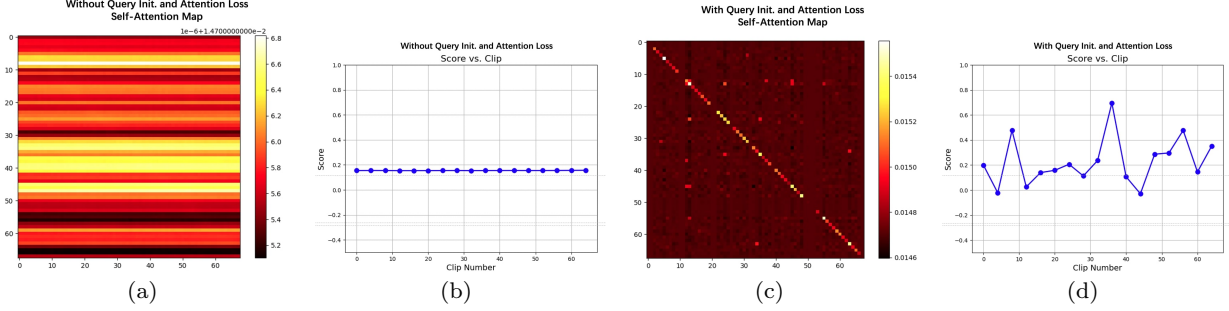 Without Query Init. and Attention Loss
Self-Attention Map
1e-6+1.4700000000e-2
0
10
20
30
40
50
60
0 10 20 30 40 50 60
6.8
6.6
6.4
6.2
6.0
5.8
5.6
5.4
5.2
(a)
Without Query Init. and Attention Loss
Score vs. Clip
Score
1.0
0.8
0.6
0.4
0.2
0.0
−0.2
−0.4
0 10 20 30 40 50 60
Clip Number
(b)
With Query Init. and Attention Loss
Self-Attention Map
0
10
20
30
40
50
60
0 10 20 30 40 50 60
0.0154
0.0152
0.0150
0.0148
0.0146
(c)
With Query Init. and Attention Loss
Score vs. Clip
Score
1.0
0.8
0.6
0.4
0.2
0.0
−0.2
−0.4
0 10 20 30 40 50 60
Clip Number
(d)